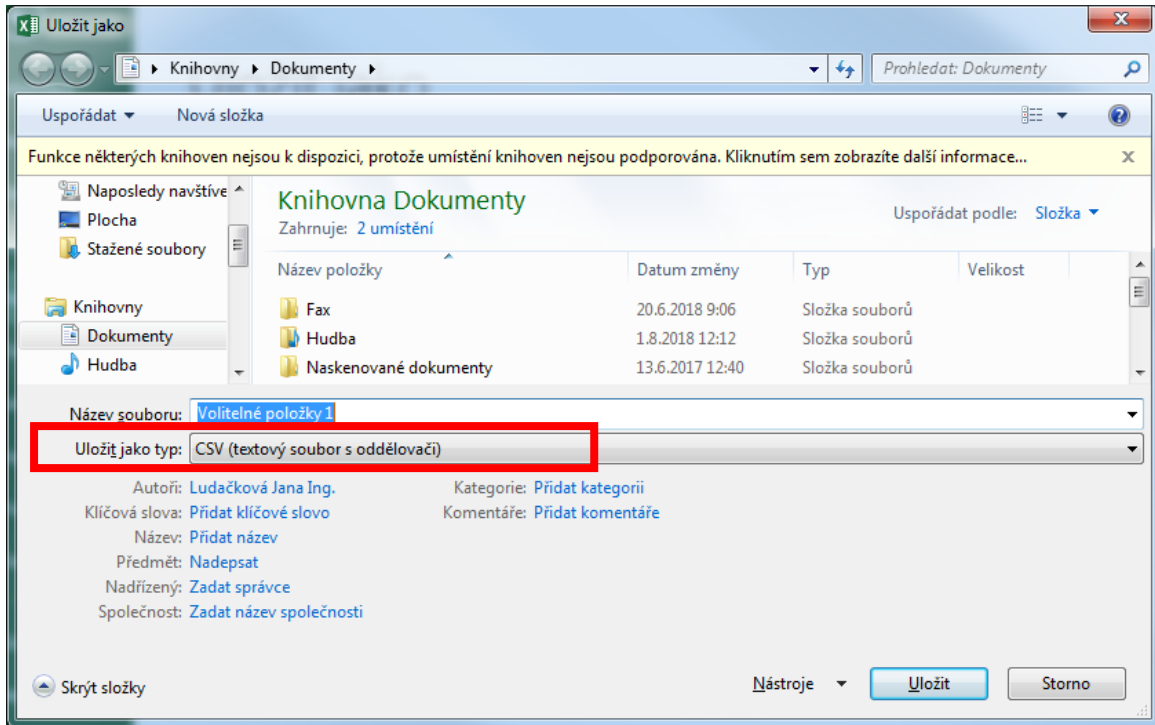 Uložit jako
Knihovny Dokumenty
Prohledat: Dokumenty
Uspořádat Nová složka
Funkce některých knihoven nejsou k dispozici, protože umístění knihoven nejsou podporována. Kliknutím sem zobrazíte další informace...
Naposledy navštíve
Plocha
Stažené soubory
Knihovny
Dokumenty
Hudba
Knihovna Dokumenty
Zahrnuje: 2 umístění
Uspořádat podle: Složka
Název položky Datum změny Typ Velikost
Fax 20.6.2018 9:06 Složka souborů
Hudba 1.8.2018 12:12 Složka souborů
Naskenované dokumenty 13.6.2017 12:40 Složka souborů
Název souboru: Volitelné položky 1
Uložit jako typ: CSV (textový soubor s oddělovači)
Autoři: Ludačková Jana Ing. Kategorie: Přidat kategorii
Klíčová slova: Přidat klíčové slovo Komentáře: Přidat komentáře
Název: Přidat název
Předmět: Nadepsat
Nadřízený: Zadat správce
Společnost: Zadat název společnosti
Skrýt složky Nástroje Uložit Storno